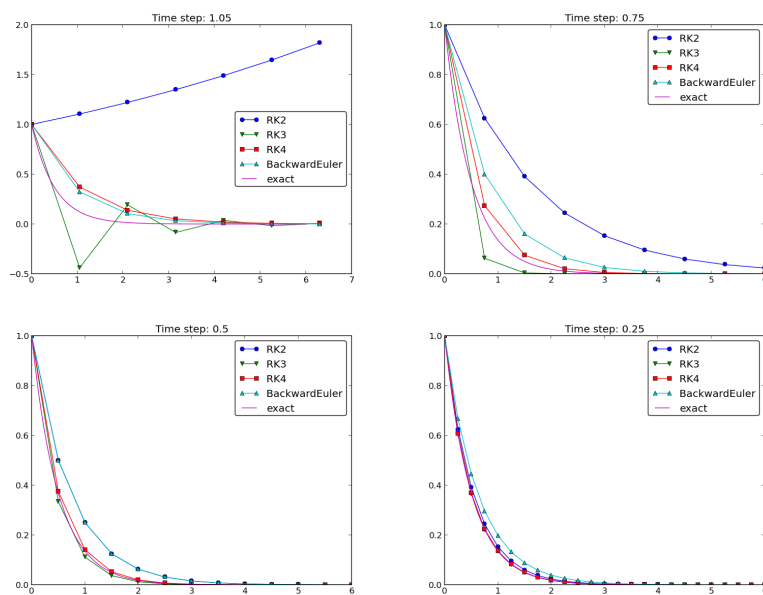 Time step: 1.05
2.0
1.5
1.0
0.5
0.0
−0.5
0 1 2 3 4 5 6 7
RK2
RK3
RK4
BackwardEuler
exact
Time step: 0.75
1.0
0.8
0.6
0.4
0.2
0.0
0 1 2 3 4 5 6
RK2
RK3
RK4
BackwardEuler
exact
Time step: 0.5
1.0
0.8
0.6
0.4
0.2
0.0
0 1 2 3 4 5 6
RK2
RK3
RK4
BackwardEuler
exact
Time step: 0.25
1.0
0.8
0.6
0.4
0.2
0.0
0 1 2 3 4 5 6
RK2
RK3
RK4
BackwardEuler
exact